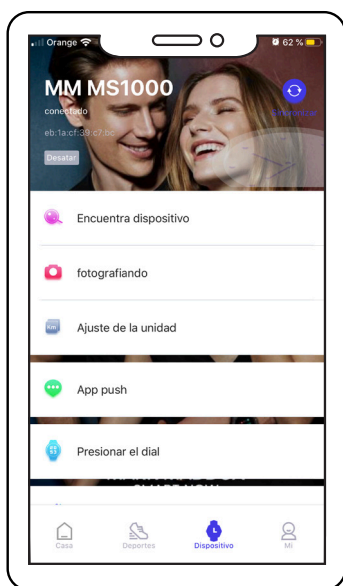 Orange 62 %
MM MS1000
conectado
eb:1a:cf:39:c7:bc
Desatar
Encuentra dispositivo
fotografiando
Km
Ajuste de la unidad
App push
Presionar el dial
Casa Deportes Dispositivo Mi